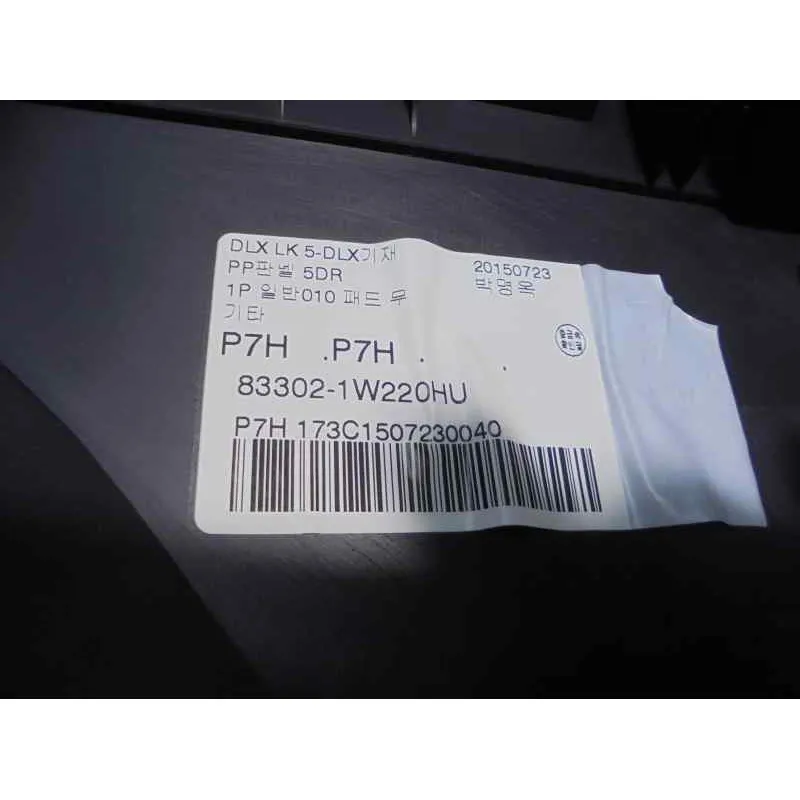 DLX LK 5-DLX기재
20150723
PP판넬 5DR
박명옥
1P 일반010 패드 무
기타
P7H .P7H .
83302-1W220HU
P7H 173C1507230040